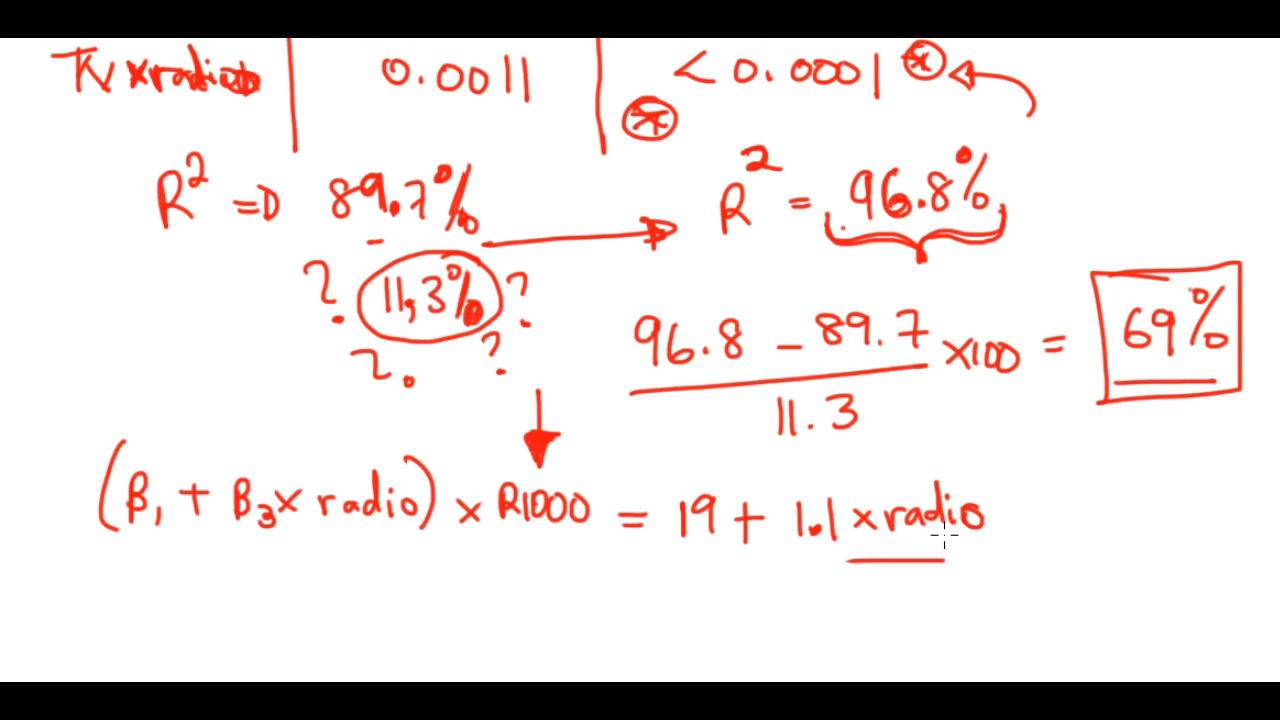 TV x radio 0.0011 < 0.0001 *
*
R² => 89.7% R² = 96.8%
? 11,3% ?
? ?
96.8 - 89.7 x100 = 69%
11.3
(β₁ + β₃ x radio) x R1000 = 19 + 1.1 x radio